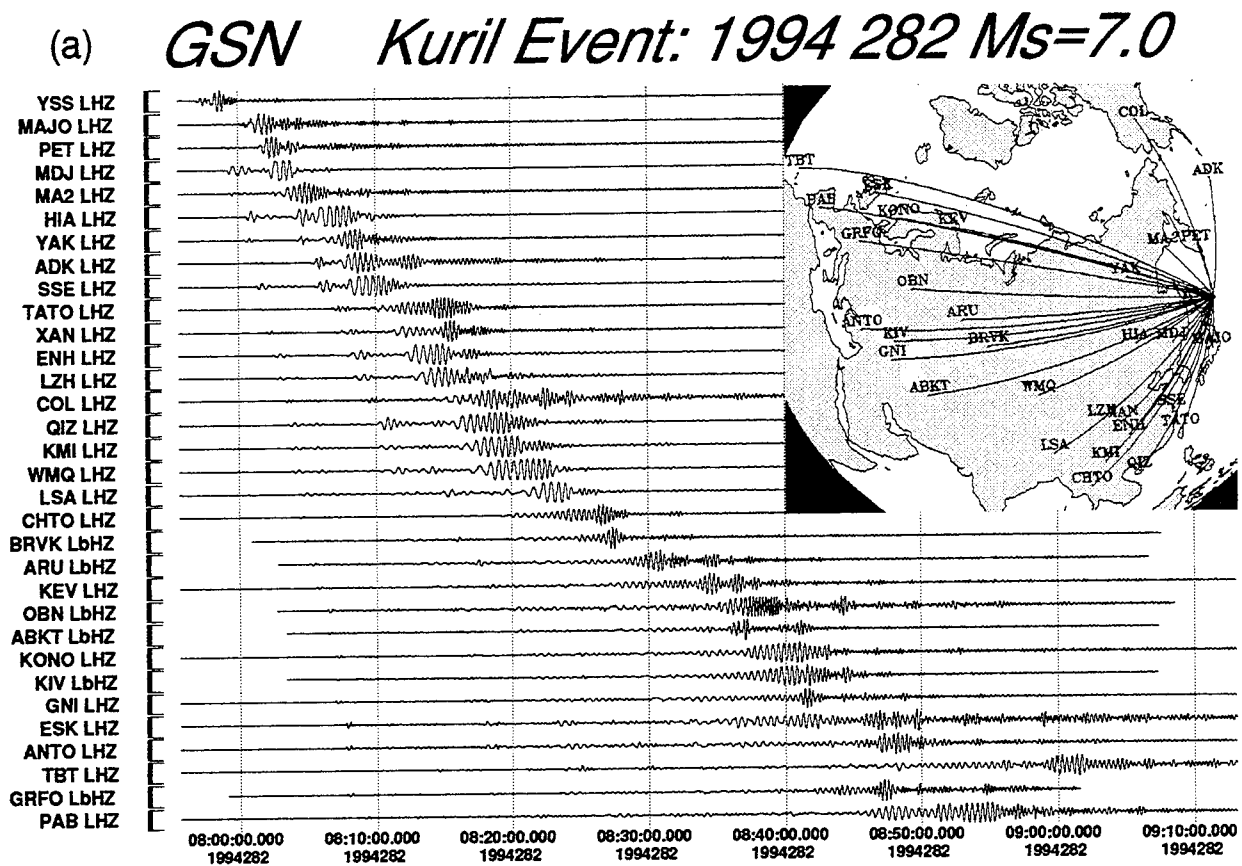 (a) GSN Kuril Event: 1994 282 Ms=7.0
YSS LHZ
MAJO LHZ
PET LHZ
MDJ LHZ
MA2 LHZ
HIA LHZ
YAK LHZ
ADK LHZ
SSE LHZ
TATO LHZ
XAN LHZ
ENH LHZ
LZH LHZ
COL LHZ
QIZ LHZ
KMI LHZ
WMQ LHZ
LSA LHZ
CHTO LHZ
BRVK LbHZ
ARU LbHZ
KEV LHZ
OBN LbHZ
ABKT LbHZ
KONO LHZ
KIV LbHZ
GNI LHZ
ESK LHZ
ANTO LHZ
TBT LHZ
GRFO LbHZ
PAB LHZ
COL
TBT
ADK
PAB
KONO
KEV
GRFO
MA2
PET
YAK
OBN
ARU
ANTO
KIV
BRVK
HIA
MDJ
MAJO
GNI
ABKT
WMQ
SSE
LZH
XAN
TATO
ENH
LSA
KMI
QIZ
CHTO
08:00:00.000 08:10:00.000 08:20:00.000 08:30:00.000 08:40:00.000 08:50:00.000 09:00:00.000 09:10:00.000
1994282 1994282 1994282 1994282 1994282 1994282 1994282 1994282